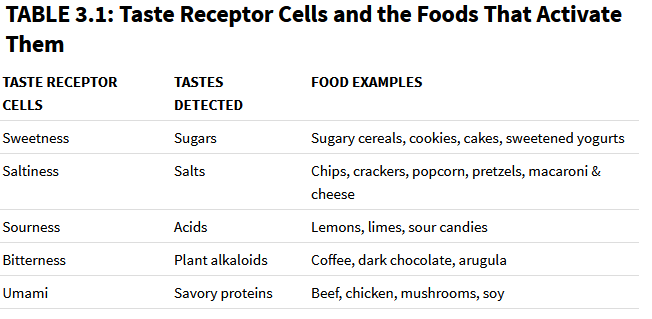 TABLE 3.1: Taste Receptor Cells and the Foods That Activate
Them
TASTE RECEPTOR CELLS TASTES DETECTED FOOD EXAMPLES
Sweetness Sugars Sugary cereals, cookies, cakes, sweetened yogurts
Saltiness Salts Chips, crackers, popcorn, pretzels, macaroni &
cheese
Sourness Acids Lemons, limes, sour candies
Bitterness Plant alkaloids Coffee, dark chocolate, arugula
Umami Savory proteins Beef, chicken, mushrooms, soy